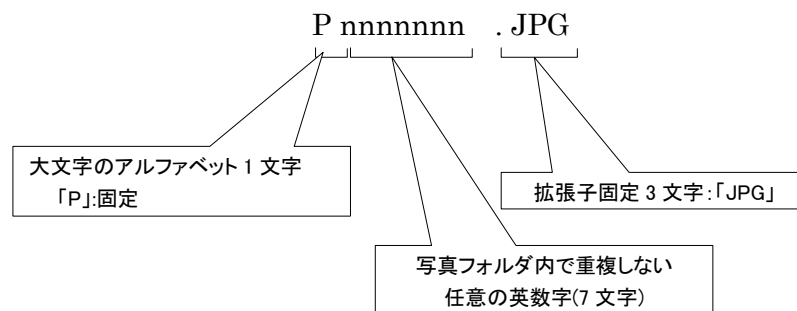 P nnnnnnn .JPG
大文字のアルファベット 1 文字
「P」:固定
拡張子固定 3 文字:「JPG」
写真フォルダ内で重複しない
任意の英数字(7 文字)